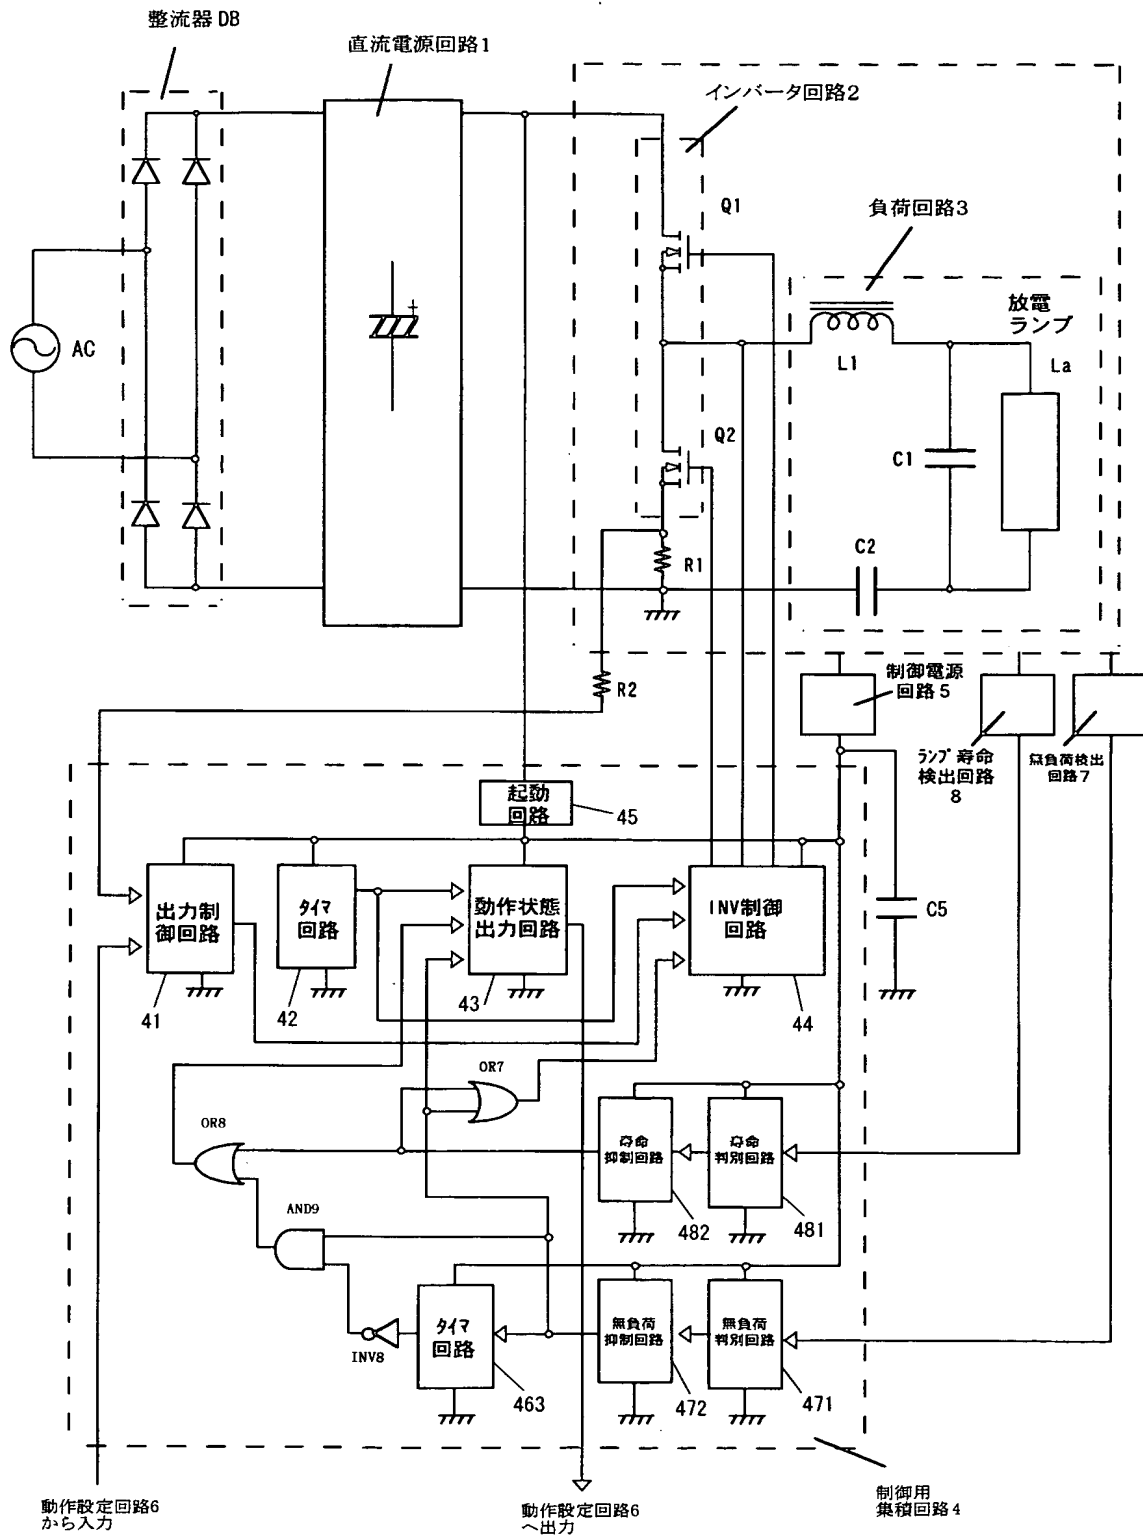 整流器 DB
直流電源回路1
インバータ回路2
Q1
負荷回路3
放電
ランプ
AC
L1
La
Q2
C1
C2
R1
R2
制御電源
回路 5
ランプ 寿命
検出回路
8
無負荷検出
回路7
起動
回路
45
出力制
御回路
タイマ
回路
動作状態
出力回路
INV制御
回路
C5
41
42
43
44
OR7
OR8
寿命
抑制回路
寿命
判別回路
AND9
482
481
タイマ
回路
無負荷
抑制回路
無負荷
判別回路
INV8
463
472
471
動作設定回路6
から入力
動作設定回路6
へ出力
制御用
集積回路4